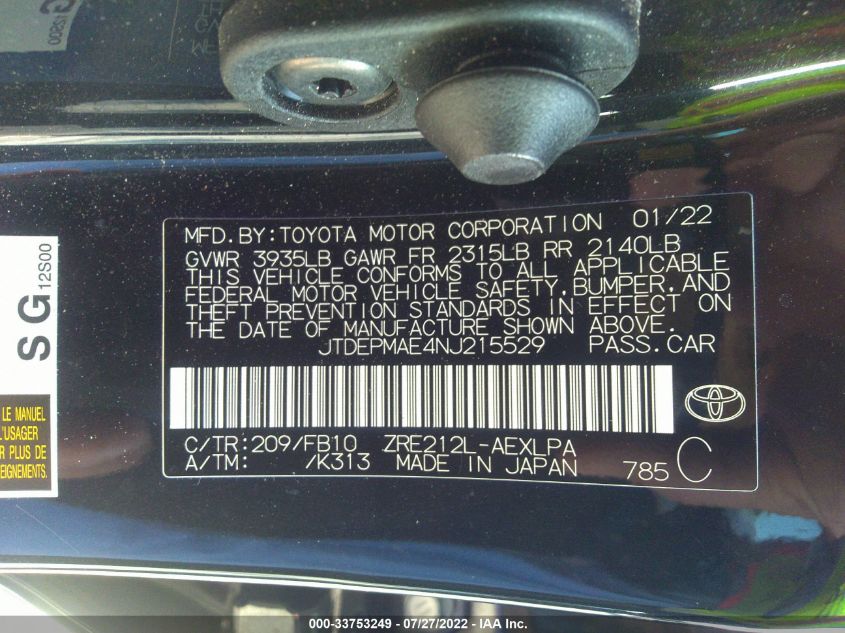 MFD.BY:TOYOTA MOTOR CORPORATION 01/22
GVWR 3935LB GAWR FR 2315LB RR 2140LB
THIS VEHICLE CONFORMS TO ALL APPLICABLE
FEDERAL MOTOR VEHICLE SAFETY,BUMPER,AND
THEFT PREVENTION STANDARDS IN EFFECT ON
THE DATE OF MANUFACTURE SHOWN ABOVE.
JTDEPMAE4NJ215529 PASS.CAR
C/TR:209/FB10 ZRE212L-AEXLPA
A/TM: /K313 MADE IN JAPAN 785 C
SG 12S00
LE MANUEL
L'USAGER
R PLUS DE
EIGNEMENTS.
000-33753249 | 07/27/2022 - IAA Inc.